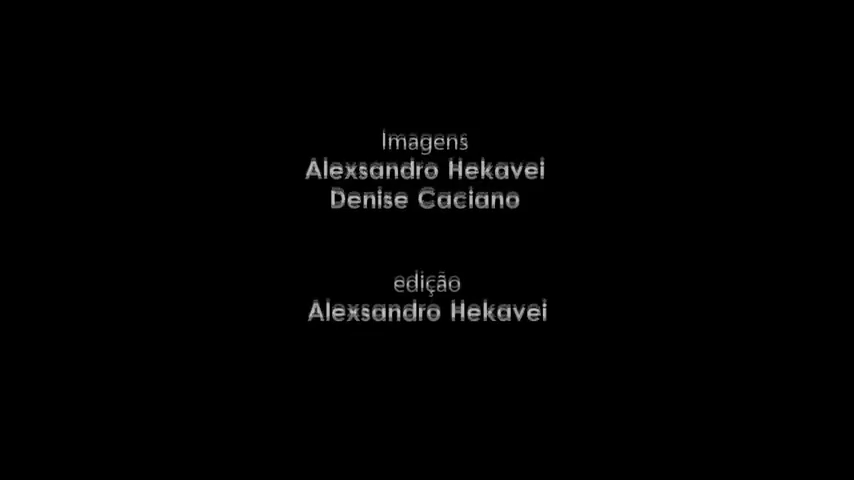 Imagens
Alexsandro Hekavei
Denise Caciano
edição
Alexsandro Hekavei